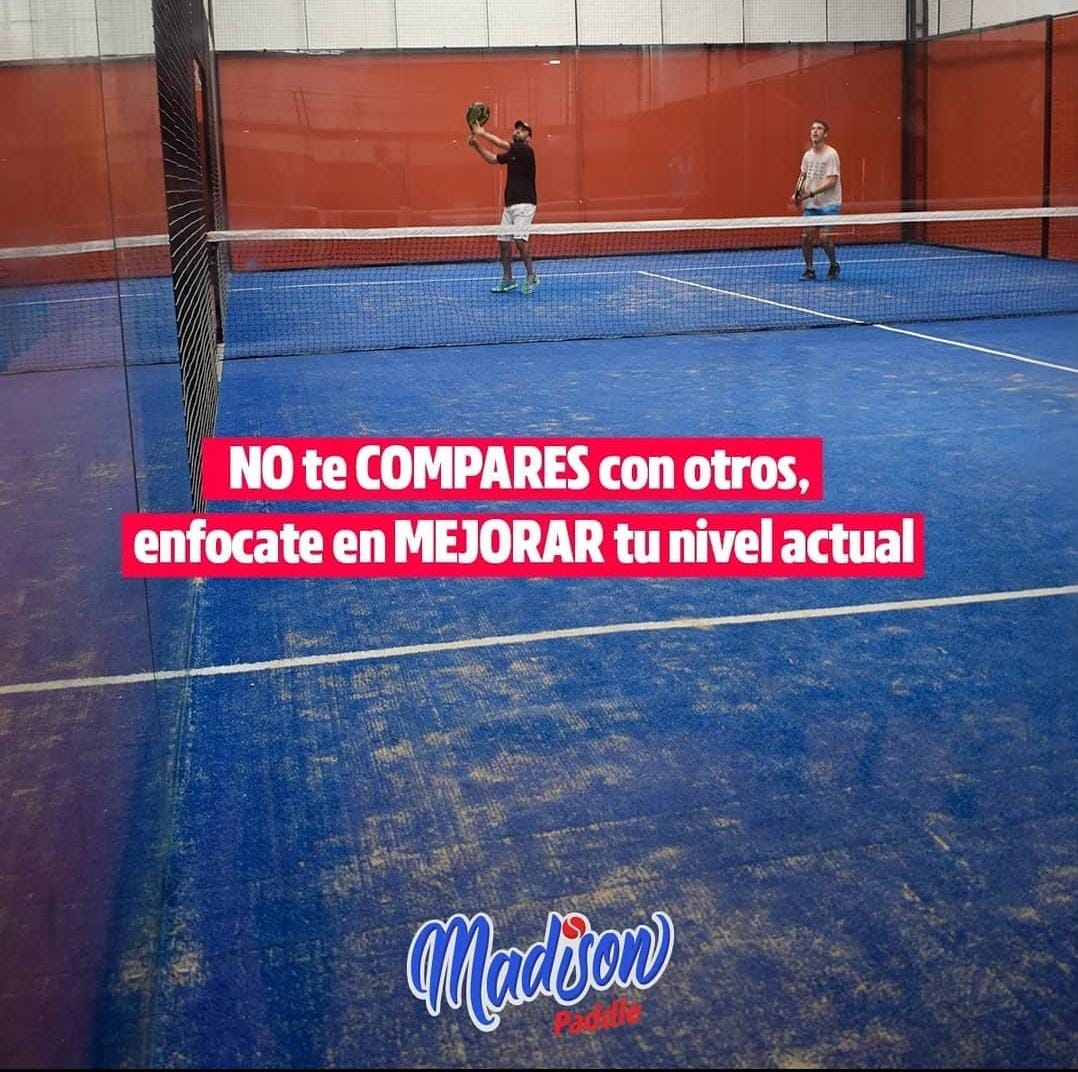 NO te COMPARES con otros,
enfocate en MEJORAR tu nivel actual
Madison
Paddle